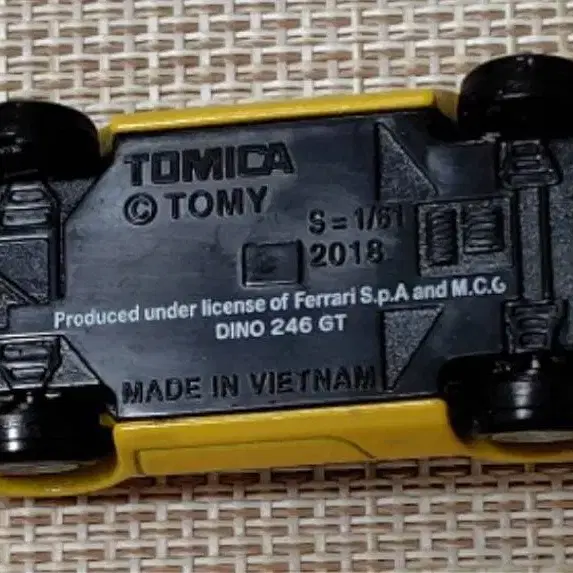 TOMICA
© TOMY
S = 1/61
2018
Produced under license of Ferrari S.p.A and M.C.G
DINO 246 GT
MADE IN VIETNAM